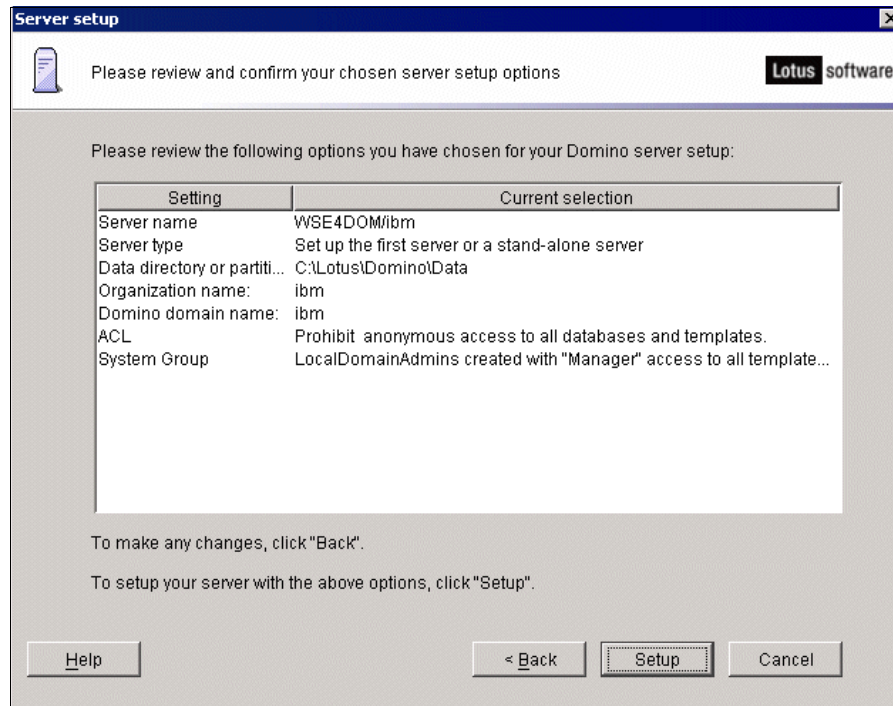 Server setup
Please review and confirm your chosen server setup options
Lotus software
Please review the following options you have chosen for your Domino server setup:
Setting Current selection
Server name WSE4DOM/ibm
Server type Set up the first server or a stand-alone server
Data directory or partiti... C:\Lotus\Domino\Data
Organization name: ibm
Domino domain name: ibm
ACL Prohibit anonymous access to all databases and templates.
System Group LocalDomainAdmins created with "Manager" access to all template...
To make any changes, click "Back".
To setup your server with the above options, click "Setup".
Help < Back Setup Cancel